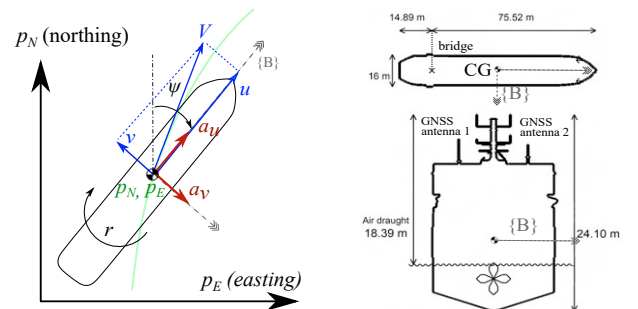 p_N (northing)
V
{B}
ψ
u
v
a_u
p_N, p_E
a_v
r
p_E (easting)
14.89 m
75.52 m
bridge
16 m
CG
{B}
GNSS
antenna 1
GNSS
antenna 2
Air draught
18.39 m
{B}
24.10 m